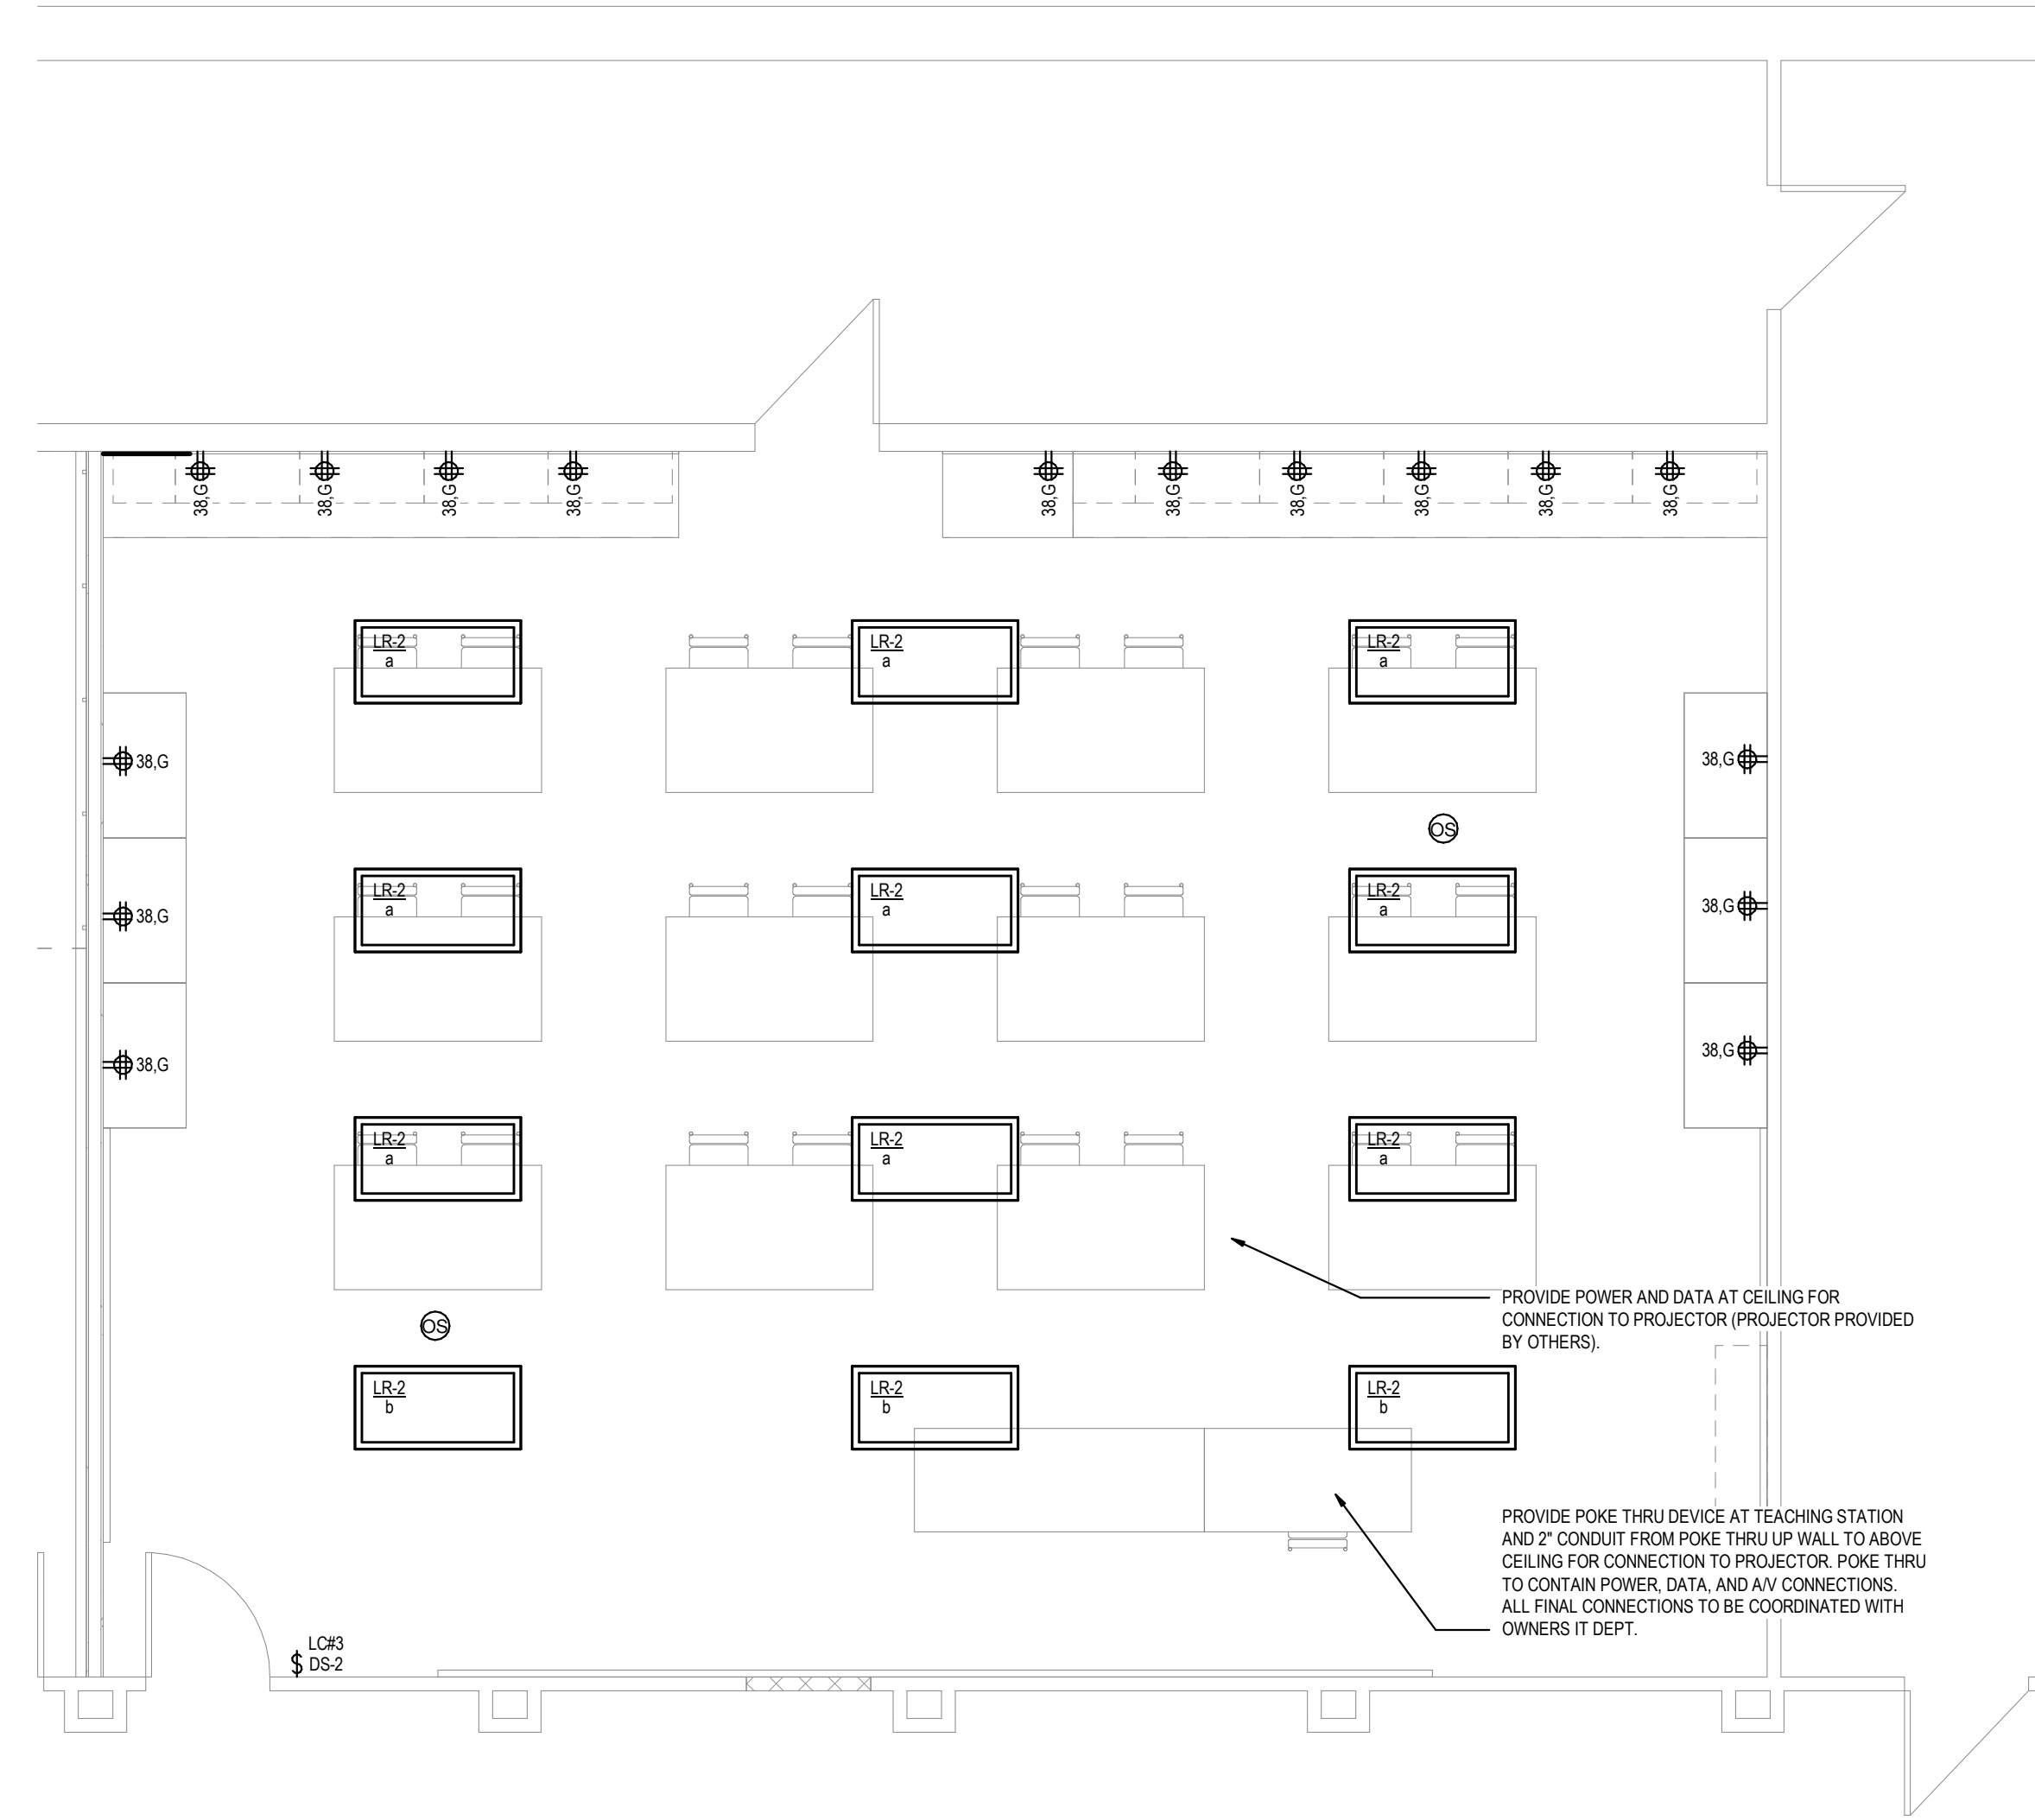 38,G
38,G
38,G
38,G
38,G
38,G
38,G
38,G
38,G
38,G
LR-2
a
LR-2
a
LR-2
a
38,G
38,G
OS
LR-2
a
LR-2
a
LR-2
a
38,G
38,G
38,G
38,G
LR-2
a
LR-2
a
LR-2
a
PROVIDE POWER AND DATA AT CEILING FOR
CONNECTION TO PROJECTOR (PROJECTOR PROVIDED
BY OTHERS).
OS
LR-2
b
LR-2
b
LR-2
b
PROVIDE POKE THRU DEVICE AT TEACHING STATION
AND 2" CONDUIT FROM POKE THRU UP WALL TO ABOVE
CEILING FOR CONNECTION TO PROJECTOR. POKE THRU
TO CONTAIN POWER, DATA, AND A/V CONNECTIONS.
ALL FINAL CONNECTIONS TO BE COORDINATED WITH
OWNERS IT DEPT.
LC#3
$ DS-2